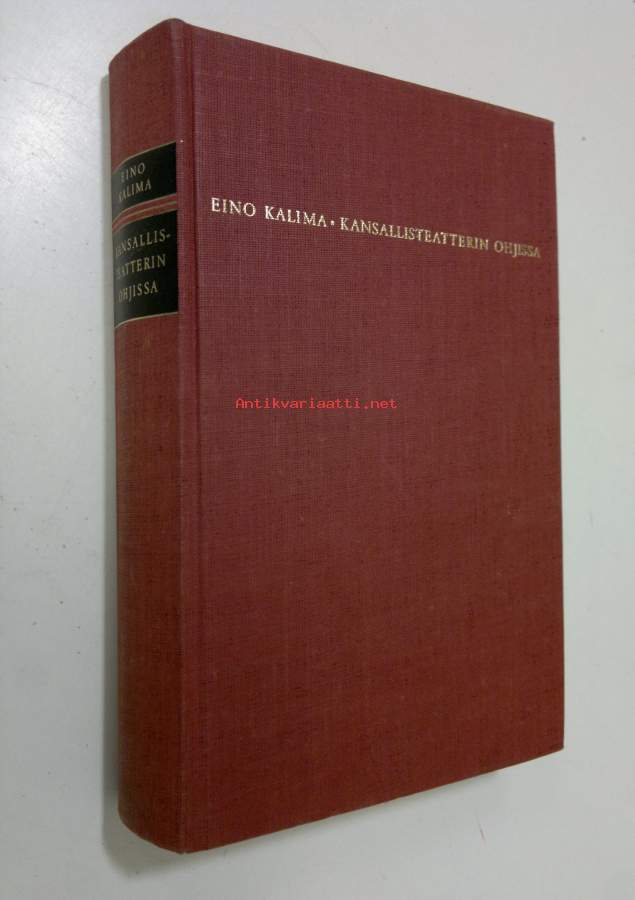 EINO
KALIMA
KANSALLIS-
TEATTERIN
OHJISSA
EINO KALIMA • KANSALLISTEATTERIN OHJISSA
Antikvariaatti.net